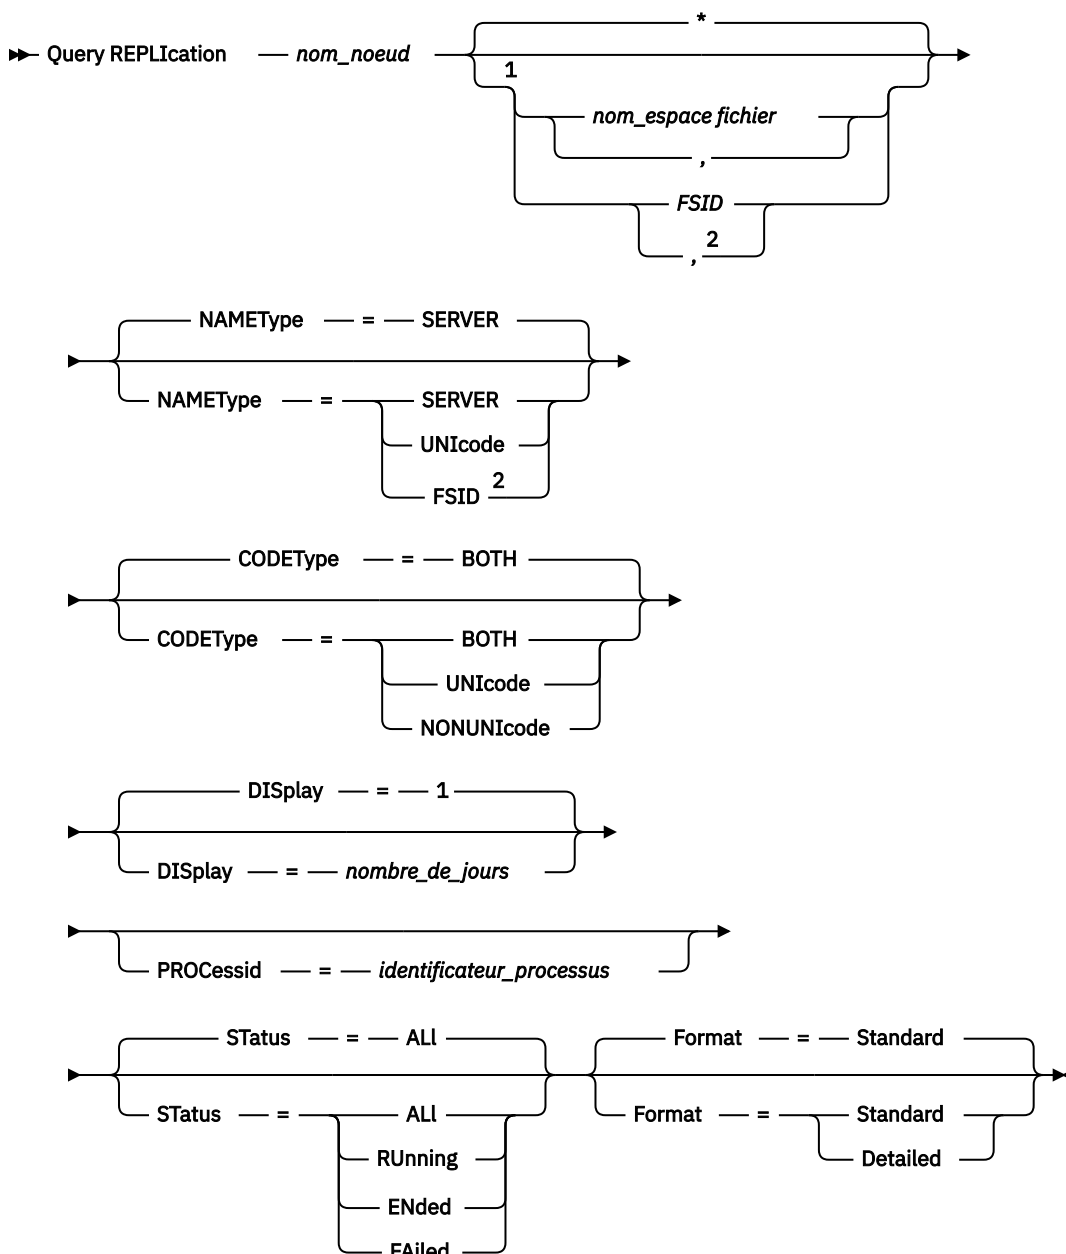 *
Query REPLIcation nom_noeud
1
nom_espace fichier
,
FSID
2
,
NAMEType = SERVER
NAMEType = SERVER
UNIcode
FSID 2
CODEType = BOTH
CODEType = BOTH
UNIcode
NONUNIcode
DISplay = 1
DISplay = nombre_de_jours
PROCessid = identificateur_processus
STatus = ALl Format = Standard
STatus = ALl Format = Standard
RUnning Detailed
ENded
FAiled